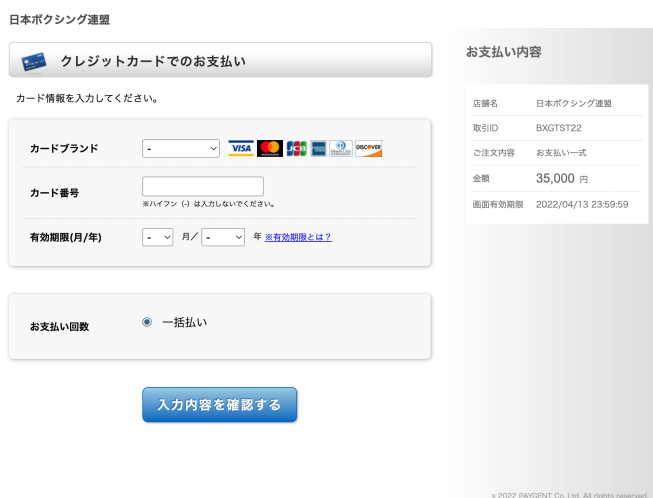 日本ボクシング連盟
クレジットカードでのお支払い
カード情報を入力してください。
カードブランド
-
VISA
JCB
DISCOVER
カード番号
※ハイフン（-）は入力しないでください。
有効期限(月/年)
- 月／ - 年 ※有効期限とは？
お支払い回数
一括払い
入力内容を確認する
お支払い内容
店舗名 日本ボクシング連盟
取引ID BXGTST22
ご注文内容 お支払い一式
金額 35,000 円
画面有効期限 2022/04/13 23:59:59
© 2022 PAYGENT Co.,Ltd. All rights reserved.